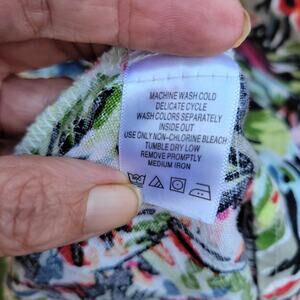 MACHINE WASH COLD
DELICATE CYCLE
WASH COLORS SEPARATELY
INSIDE OUT
USE ONLY NON-CHLORINE BLEACH
TUMBLE DRY LOW
REMOVE PROMPTLY
MEDIUM IRON